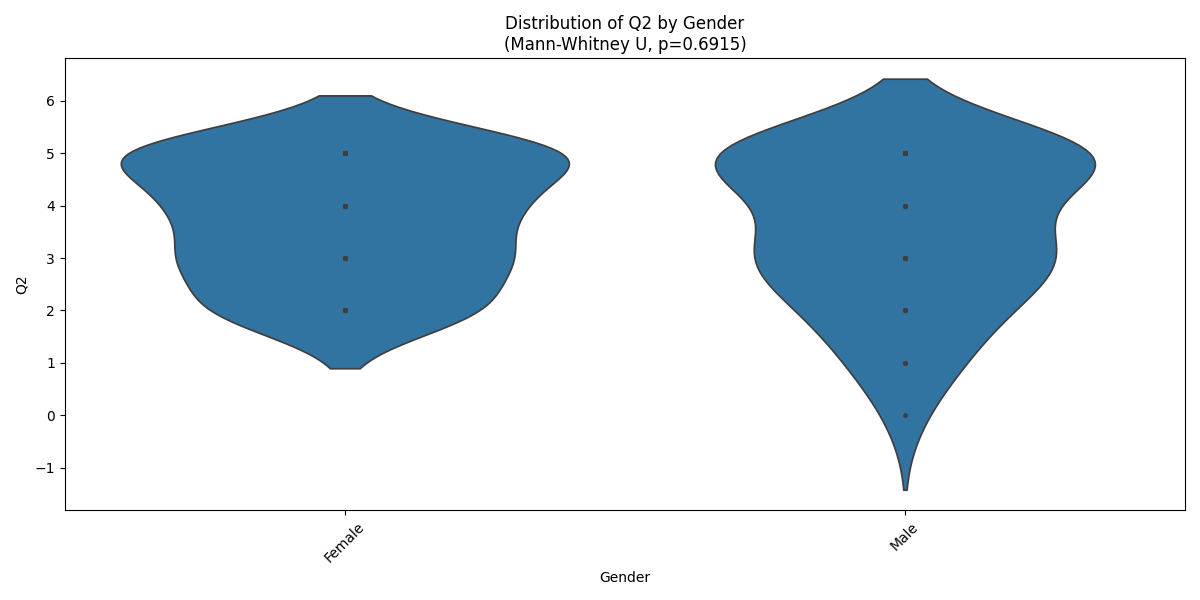 Distribution of Q2 by Gender
(Mann-Whitney U, p=0.6915)
6
5
4
3
2
1
0
−1
Q2
Female
Male
Gender